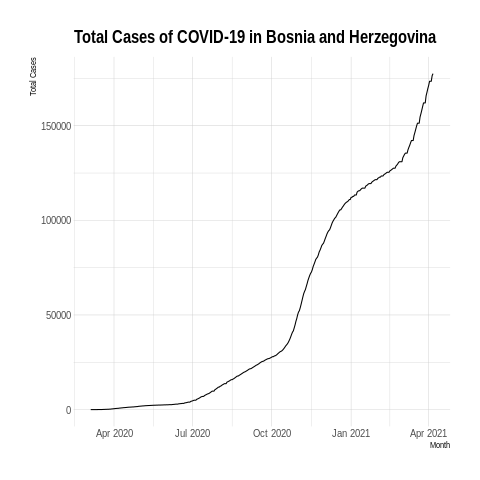 Total Cases of COVID-19 in Bosnia and Herzegovina
Total Cases
150000
100000
50000
0
Apr 2020 Jul 2020 Oct 2020 Jan 2021 Apr 2021
Month